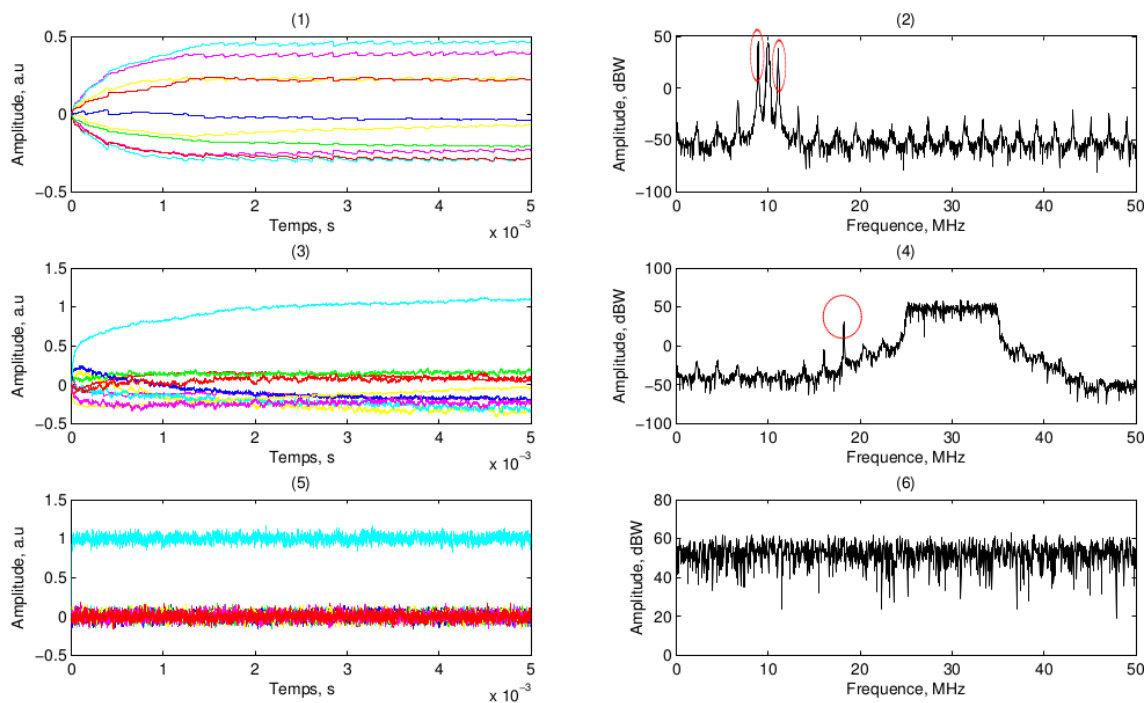 (1)
0.5
0
−0.5
Amplitude, a.u
0 1 2 3 4 5
Temps, s
x 10−3
(2)
50
0
−50
−100
Amplitude, dBW
0 10 20 30 40 50
Frequence, MHz
(3)
1.5
1
0.5
0
−0.5
Amplitude, a.u
0 1 2 3 4 5
Temps, s
x 10−3
(4)
100
50
0
−50
−100
Amplitude, dBW
0 10 20 30 40 50
Frequence, MHz
(5)
1.5
1
0.5
0
−0.5
Amplitude, a.u
0 1 2 3 4 5
Temps, s
x 10−3
(6)
80
60
40
20
0
Amplitude, dBW
0 10 20 30 40 50
Frequence, MHz